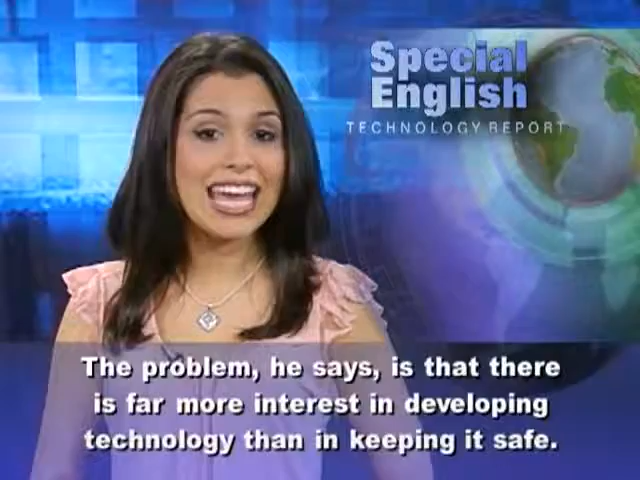 Special
English
TECHNOLOGY REPORT
The problem, he says, is that there
is far more interest in developing
technology than in keeping it safe.